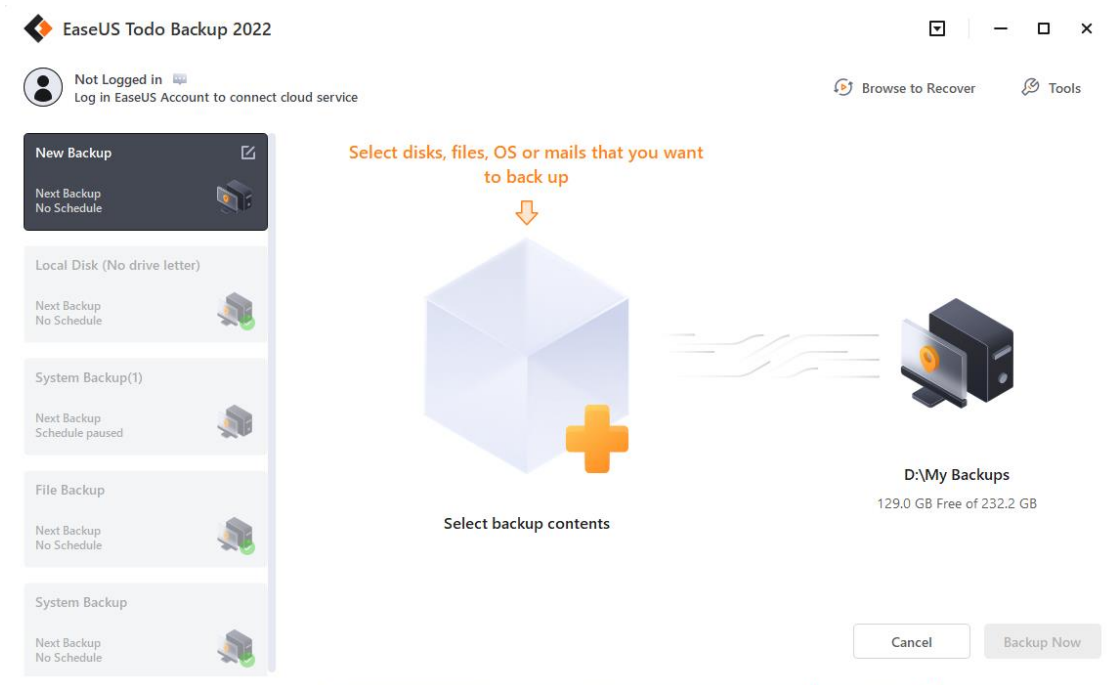 EaseUS Todo Backup 2022
Not Logged in
Log in EaseUS Account to connect cloud service
Browse to Recover
Tools
New Backup
Next Backup
No Schedule
Local Disk (No drive letter)
Next Backup
No Schedule
System Backup(1)
Next Backup
Schedule paused
File Backup
Next Backup
No Schedule
System Backup
Next Backup
No Schedule
Select disks, files, OS or mails that you want
to back up
Select backup contents
D:\My Backups
129.0 GB Free of 232.2 GB
Cancel
Backup Now